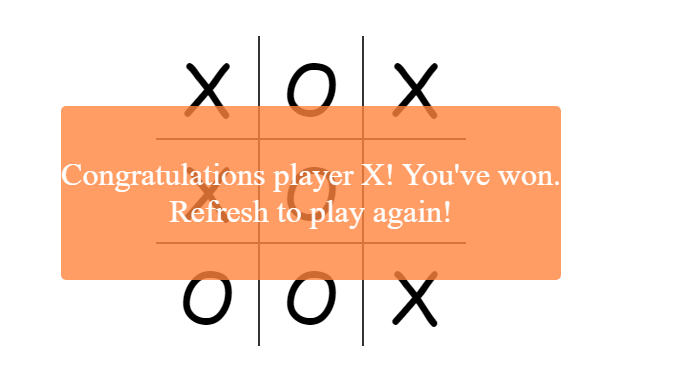 X O X
X O
Congratulations player X! You've won.
Refresh to play again!
O O X